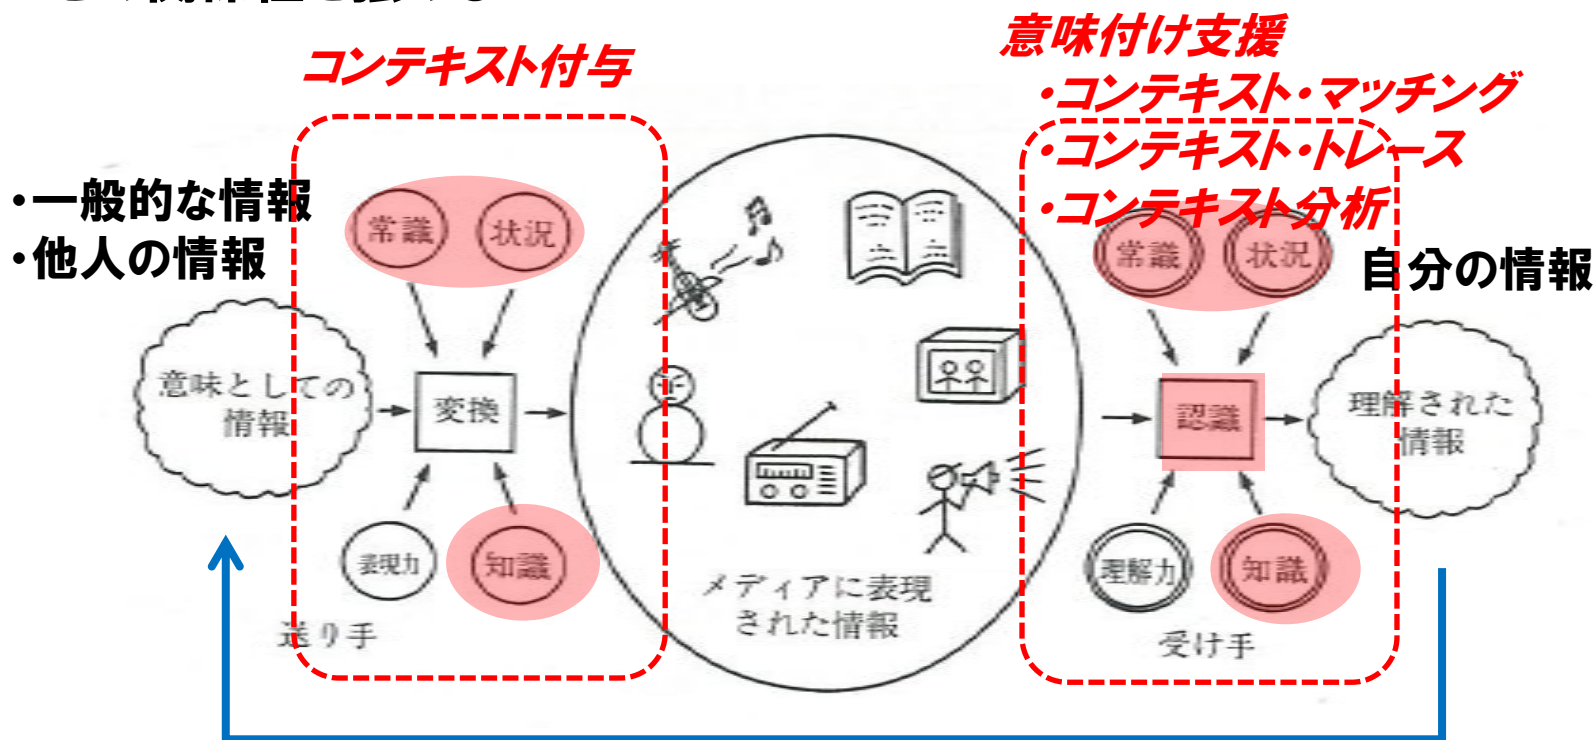 コンテキスト付与
意味付け支援
・コンテキスト・マッチング
・コンテキスト・トレース
・コンテキスト分析
・一般的な情報
・他人の情報
常識
状況
常識
状況
自分の情報
意味としての
情報
変換
認識
理解された
情報
表現力
知識
メディアに表現
された情報
理解力
知識
送り手
受け手